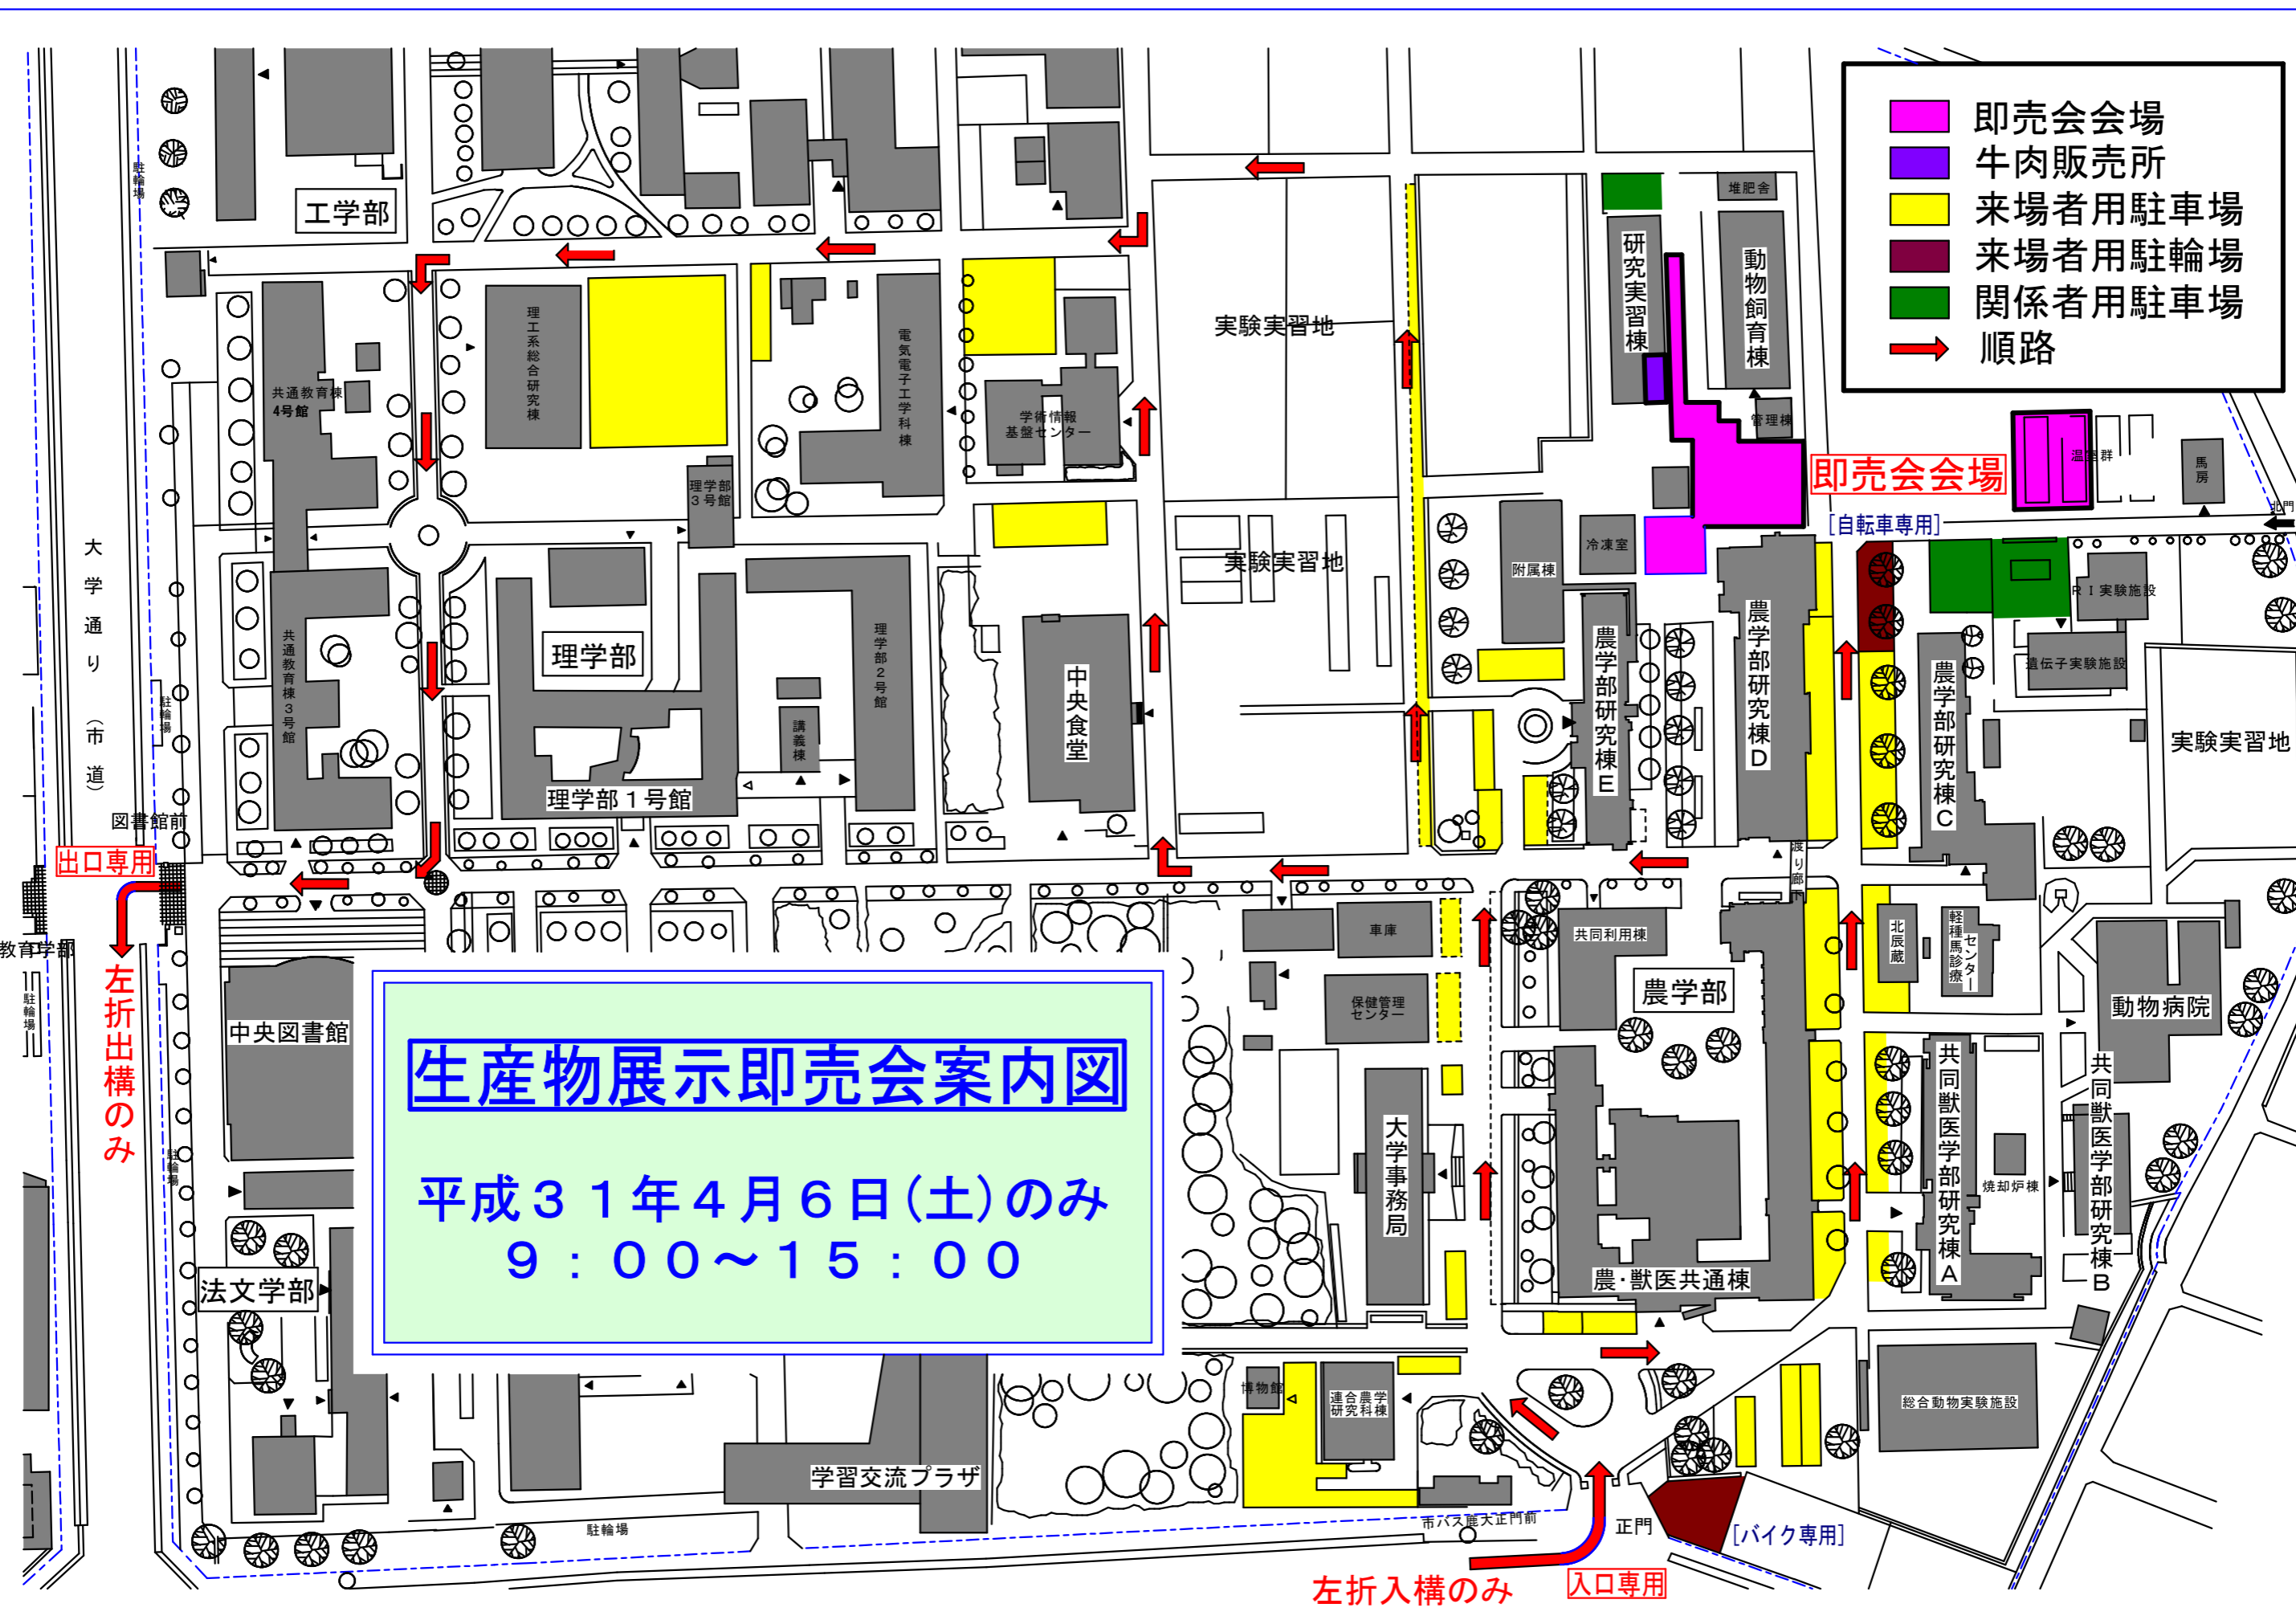 即売会会場
牛肉販売所
来場者用駐車場
来場者用駐輪場
関係者用駐車場
順路
駐輪場
工学部
堆肥舎
研究実習棟
動物飼育棟
管理棟
実験実習地
理工系総合研究棟
電気電子工学科棟
共通教育棟
4号館
学術情報
基盤センター
理学部
3号館
即売会会場
温室群
馬房
北門
[自転車専用]
大学通り(市道)
冷凍室
附属棟
実験実習地
RI実験施設
遺伝子実験施設
共通教育棟3号館
理学部
理学部2号館
中央食堂
農学部研究棟E
農学部研究棟D
農学部研究棟C
実験実習地
駐輪場
講義棟
理学部1号館
図書館前
出口専用
渡り廊下
教育学部
駐輪場
左折出構のみ
車庫
共同利用棟
北辰蔵
軽種馬診療
センター
保健管理
センター
農学部
動物病院
中央図書館
生産物展示即売会案内図
平成31年4月6日(土)のみ
9:00~15:00
大学事務局
共同獣医学部研究棟A
共同獣医学部研究棟B
焼却炉棟
駐輪場
法文学部
農・獣医共通棟
博物館
連合農学
研究科棟
総合動物実験施設
学習交流プラザ
駐輪場
市バス鹿大正門前
正門
[バイク専用]
左折入構のみ
入口専用